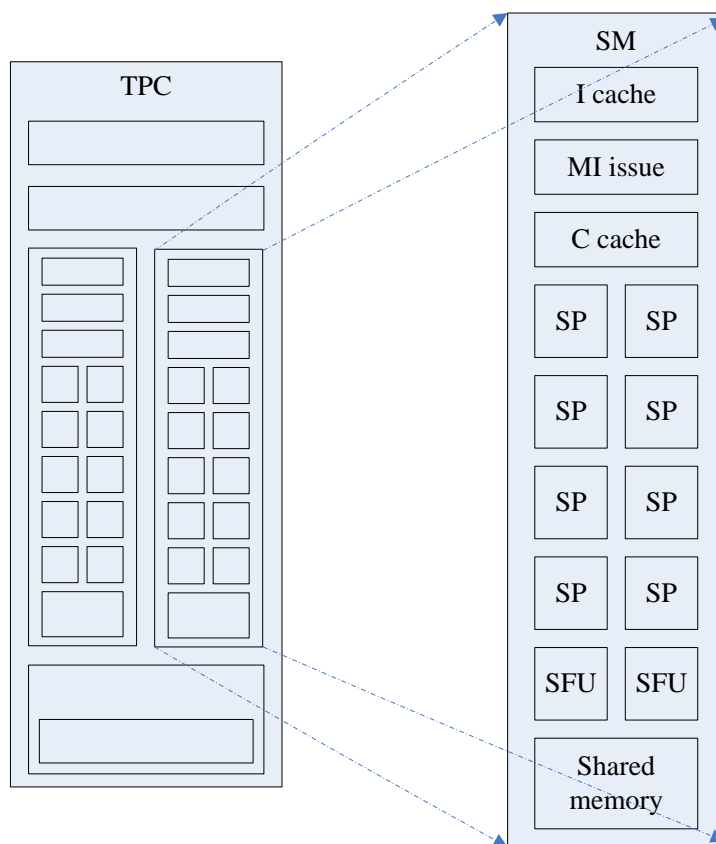 TPC
SM
I cache
MI issue
C cache
SP SP
SP SP
SP SP
SP SP
SFU SFU
Shared
memory